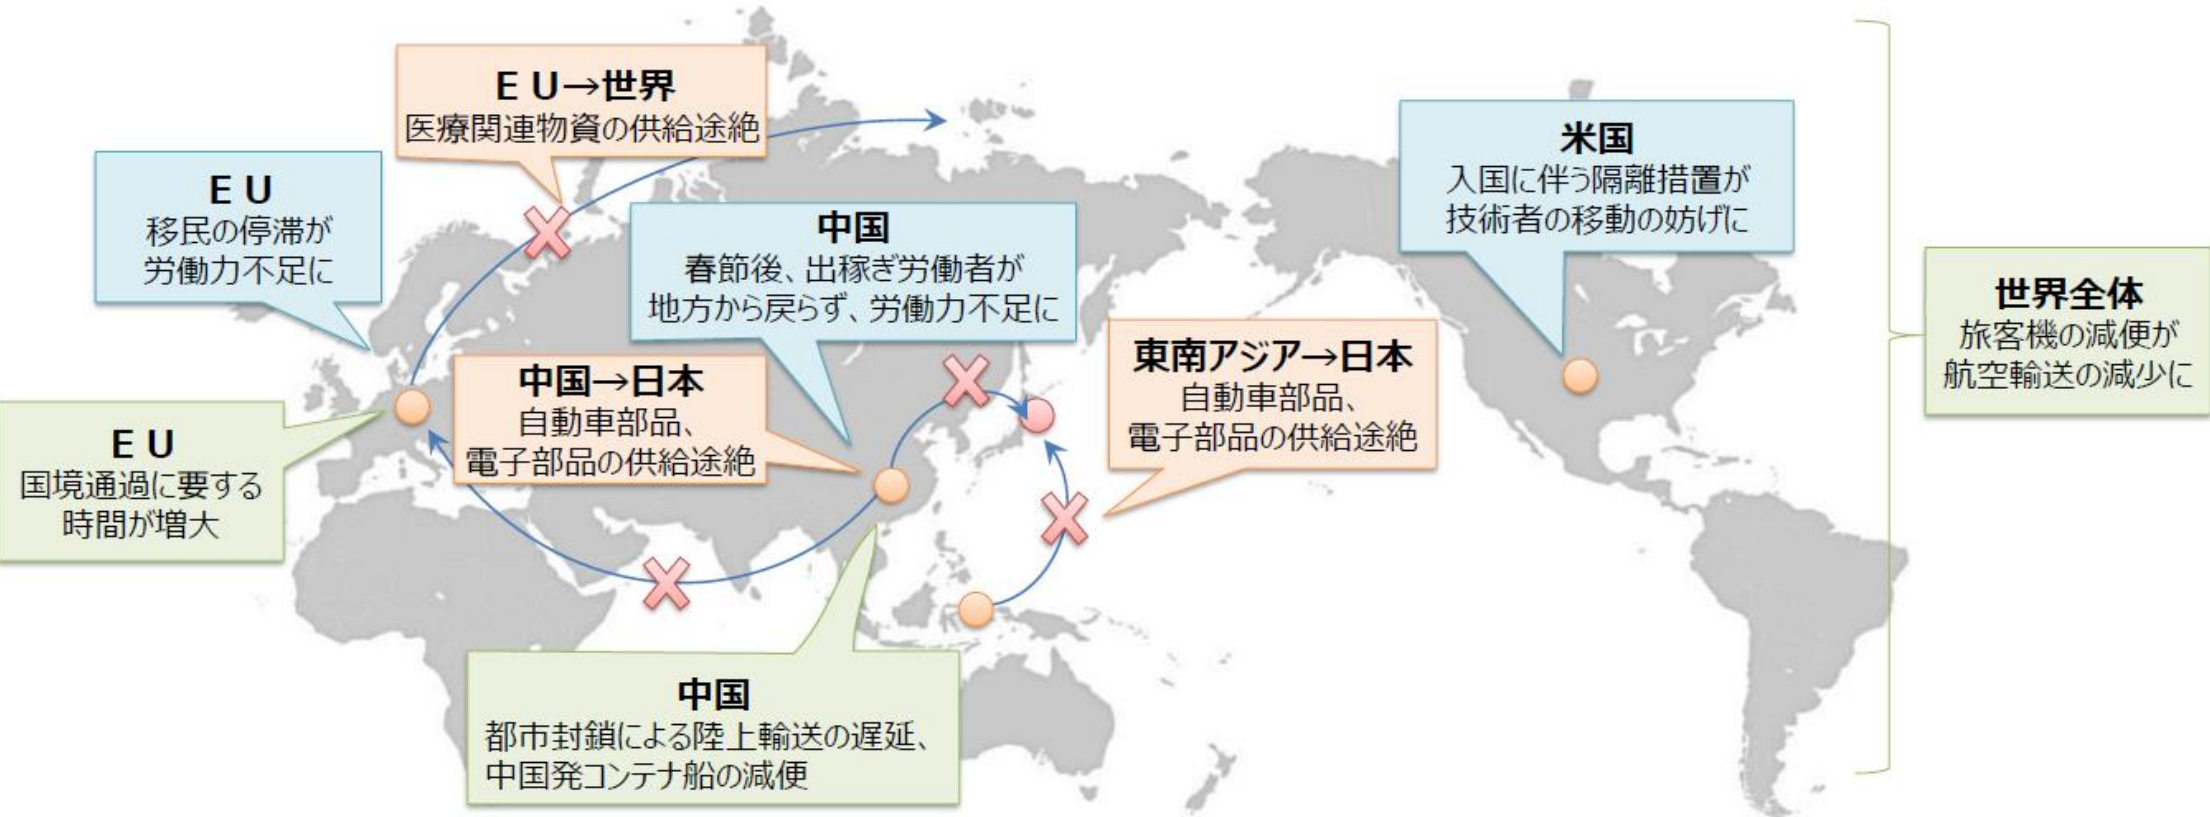 ＥＵ→世界
医療関連物資の供給途絶
ＥＵ
移民の停滞が
労働力不足に
中国
春節後、出稼ぎ労働者が
地方から戻らず、労働力不足に
米国
入国に伴う隔離措置が
技術者の移動の妨げに
世界全体
旅客機の減便が
航空輸送の減少に
中国→日本
自動車部品、
電子部品の供給途絶
東南アジア→日本
自動車部品、
電子部品の供給途絶
ＥＵ
国境通過に要する
時間が増大
中国
都市封鎖による陸上輸送の遅延、
中国発コンテナ船の減便